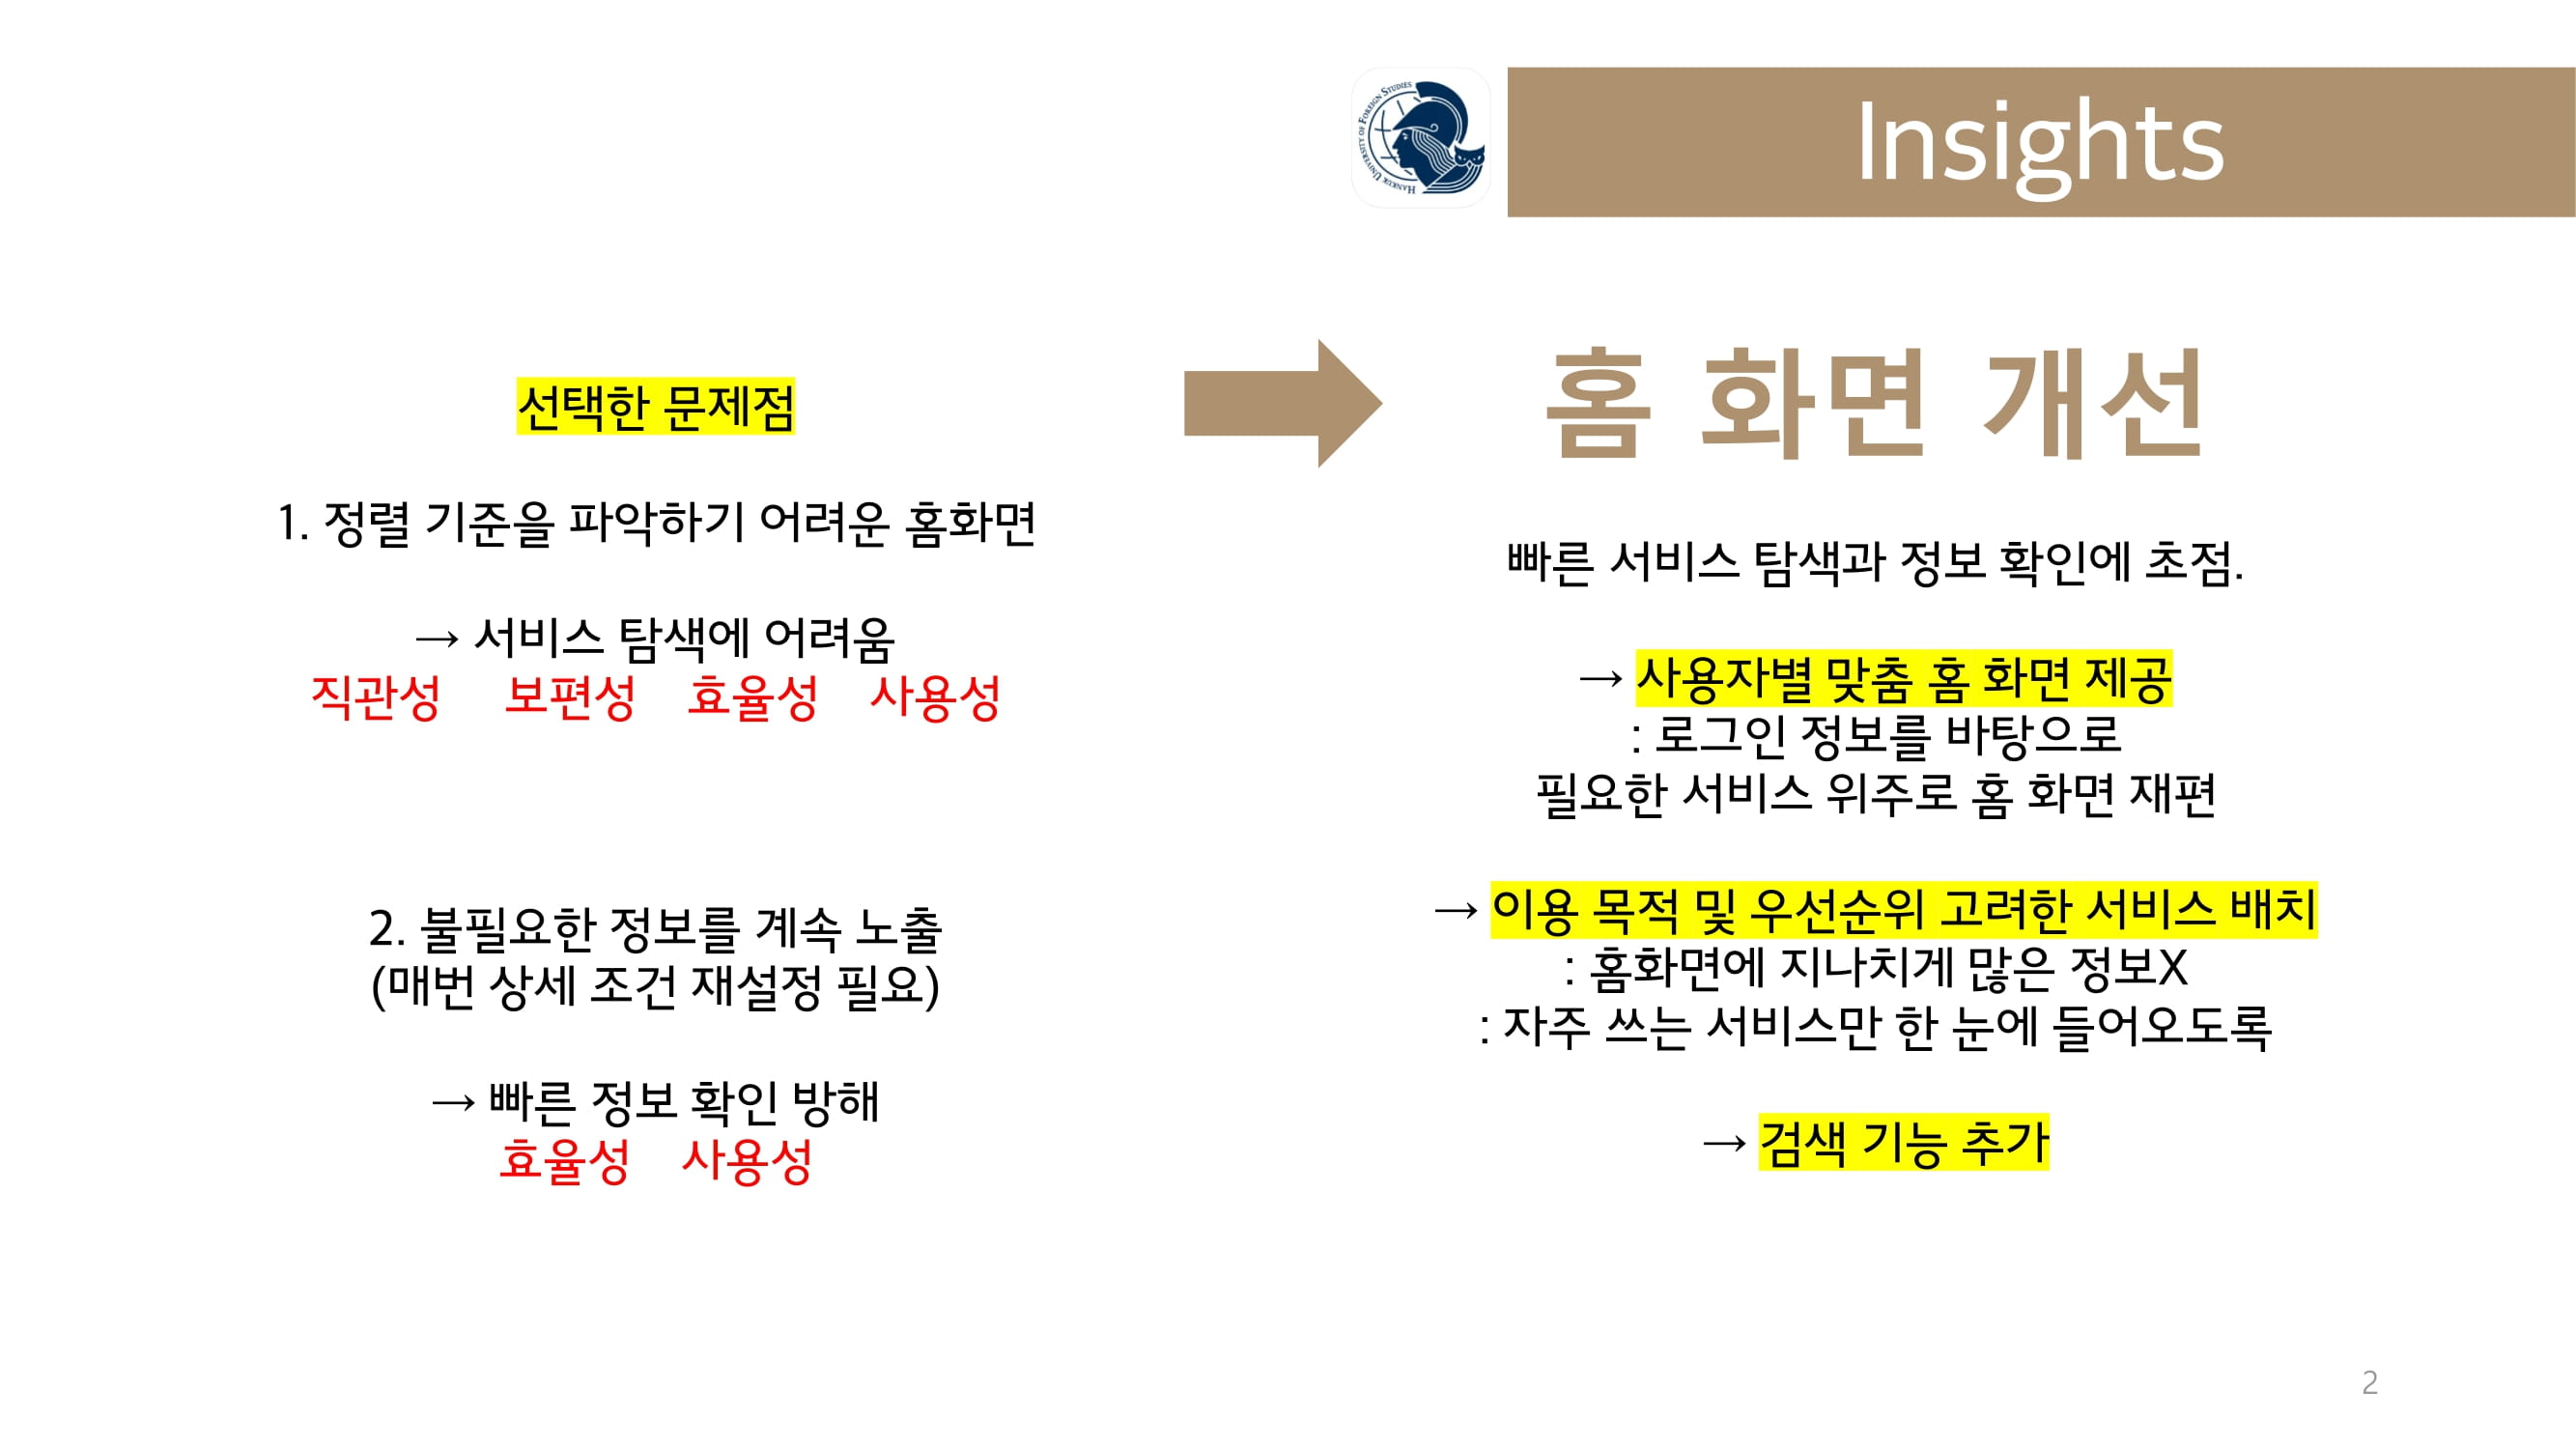 HANKUK UNIVERSITY OF FOREIGN STUDIES
Insights
선택한 문제점
1. 정렬 기준을 파악하기 어려운 홈화면
→ 서비스 탐색에 어려움
직관성 보편성 효율성 사용성
2. 불필요한 정보를 계속 노출
(매번 상세 조건 재설정 필요)
→ 빠른 정보 확인 방해
효율성 사용성
홈 화면 개선
빠른 서비스 탐색과 정보 확인에 초점.
→ 사용자별 맞춤 홈 화면 제공
: 로그인 정보를 바탕으로
필요한 서비스 위주로 홈 화면 재편
→ 이용 목적 및 우선순위 고려한 서비스 배치
: 홈화면에 지나치게 많은 정보X
: 자주 쓰는 서비스만 한 눈에 들어오도록
→ 검색 기능 추가
2